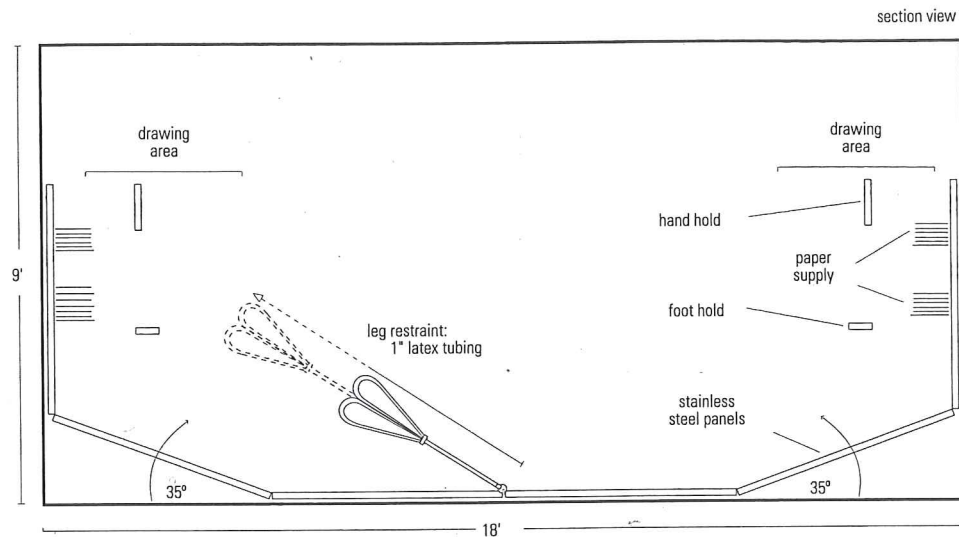 section view
drawing
area
drawing
area
hand hold
paper
supply
9'
foot hold
leg restraint:
1" latex tubing
stainless
steel panels
35º
35º
18'